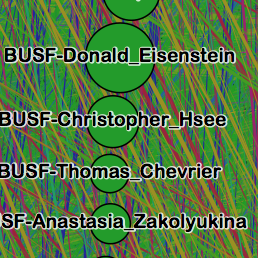 BUSF-Donald_Eisenstein
BUSF-Christopher_Hsee
BUSF-Thomas_Chevrier
SF-Anastasia_Zakolyukina